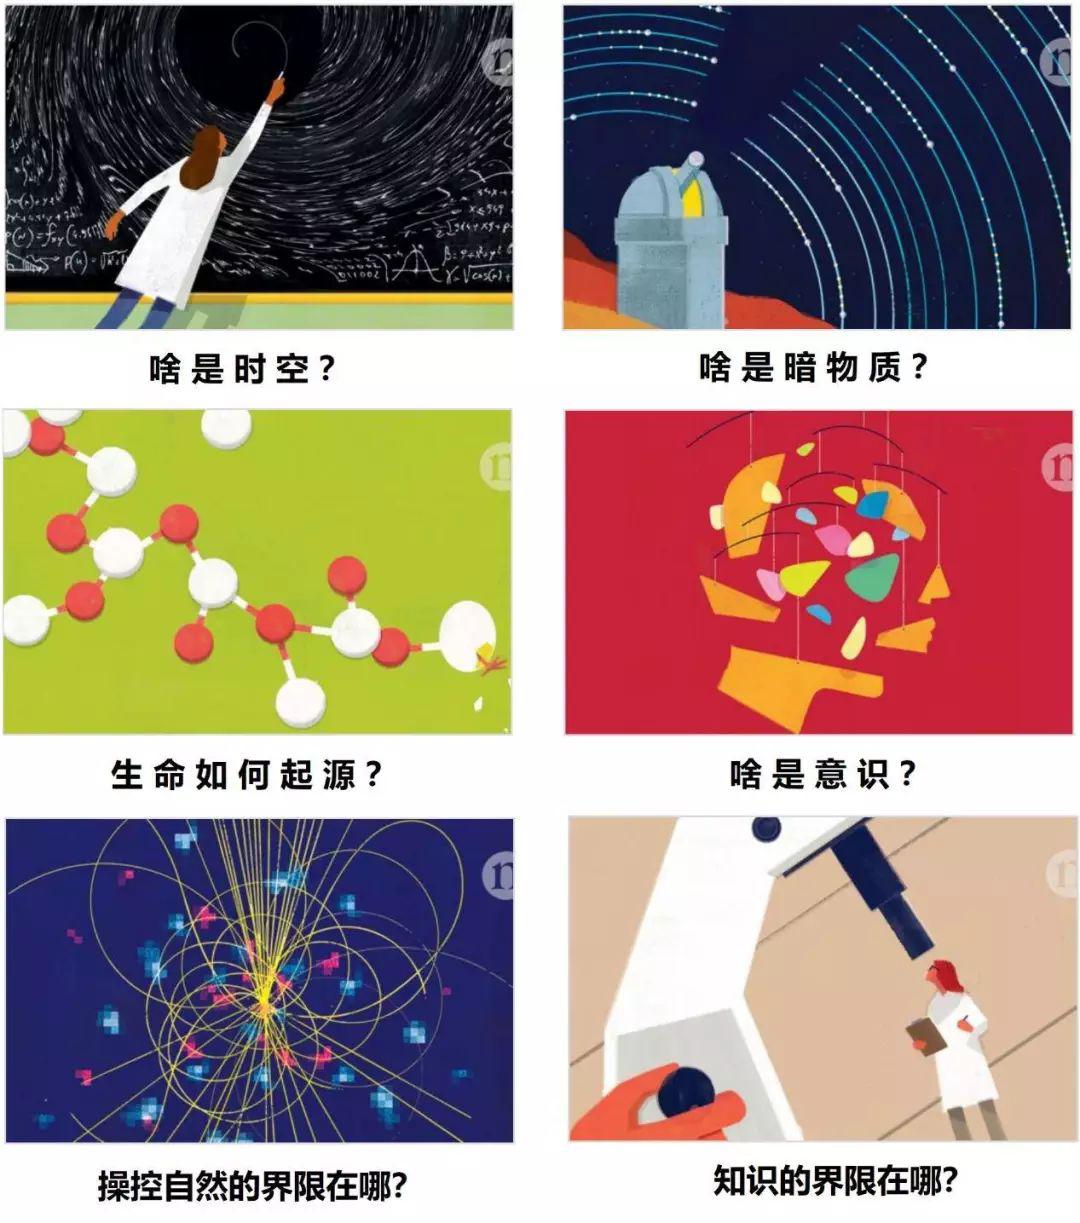 啥是时空？
啥是暗物质？
生命如何起源？
啥是意识？
操控自然的界限在哪?
知识的界限在哪?